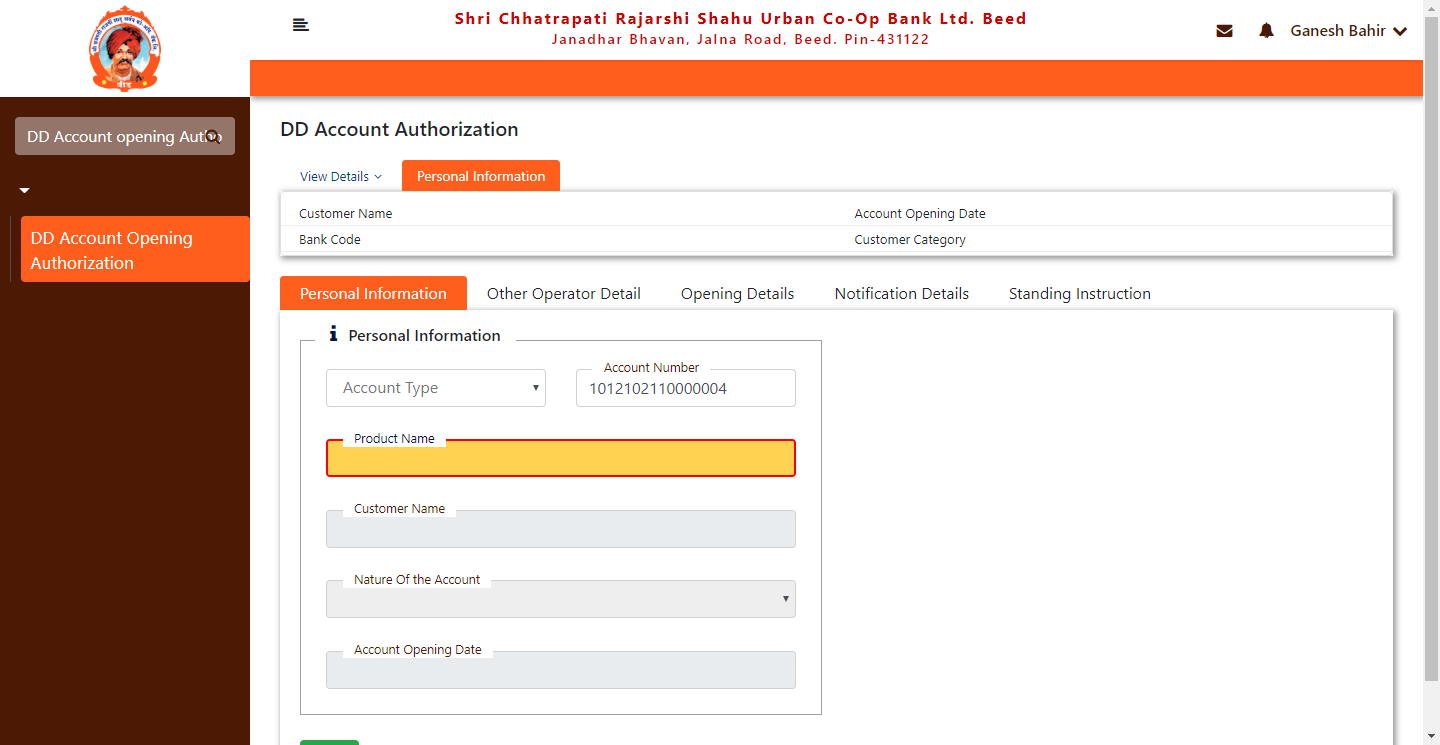 Shri Chhatrapati Rajarshi Shahu Urban Co-Op Bank Ltd. Beed
Janadhar Bhavan, Jalna Road, Beed. Pin-431122
Ganesh Bahir
DD Account opening Autho
DD Account Opening
Authorization
DD Account Authorization
View Details
Personal Information
Customer Name
Account Opening Date
Bank Code
Customer Category
Personal Information
Other Operator Detail
Opening Details
Notification Details
Standing Instruction
Personal Information
Account Type
Account Number
1012102110000004
Product Name
Customer Name
Nature Of the Account
Account Opening Date